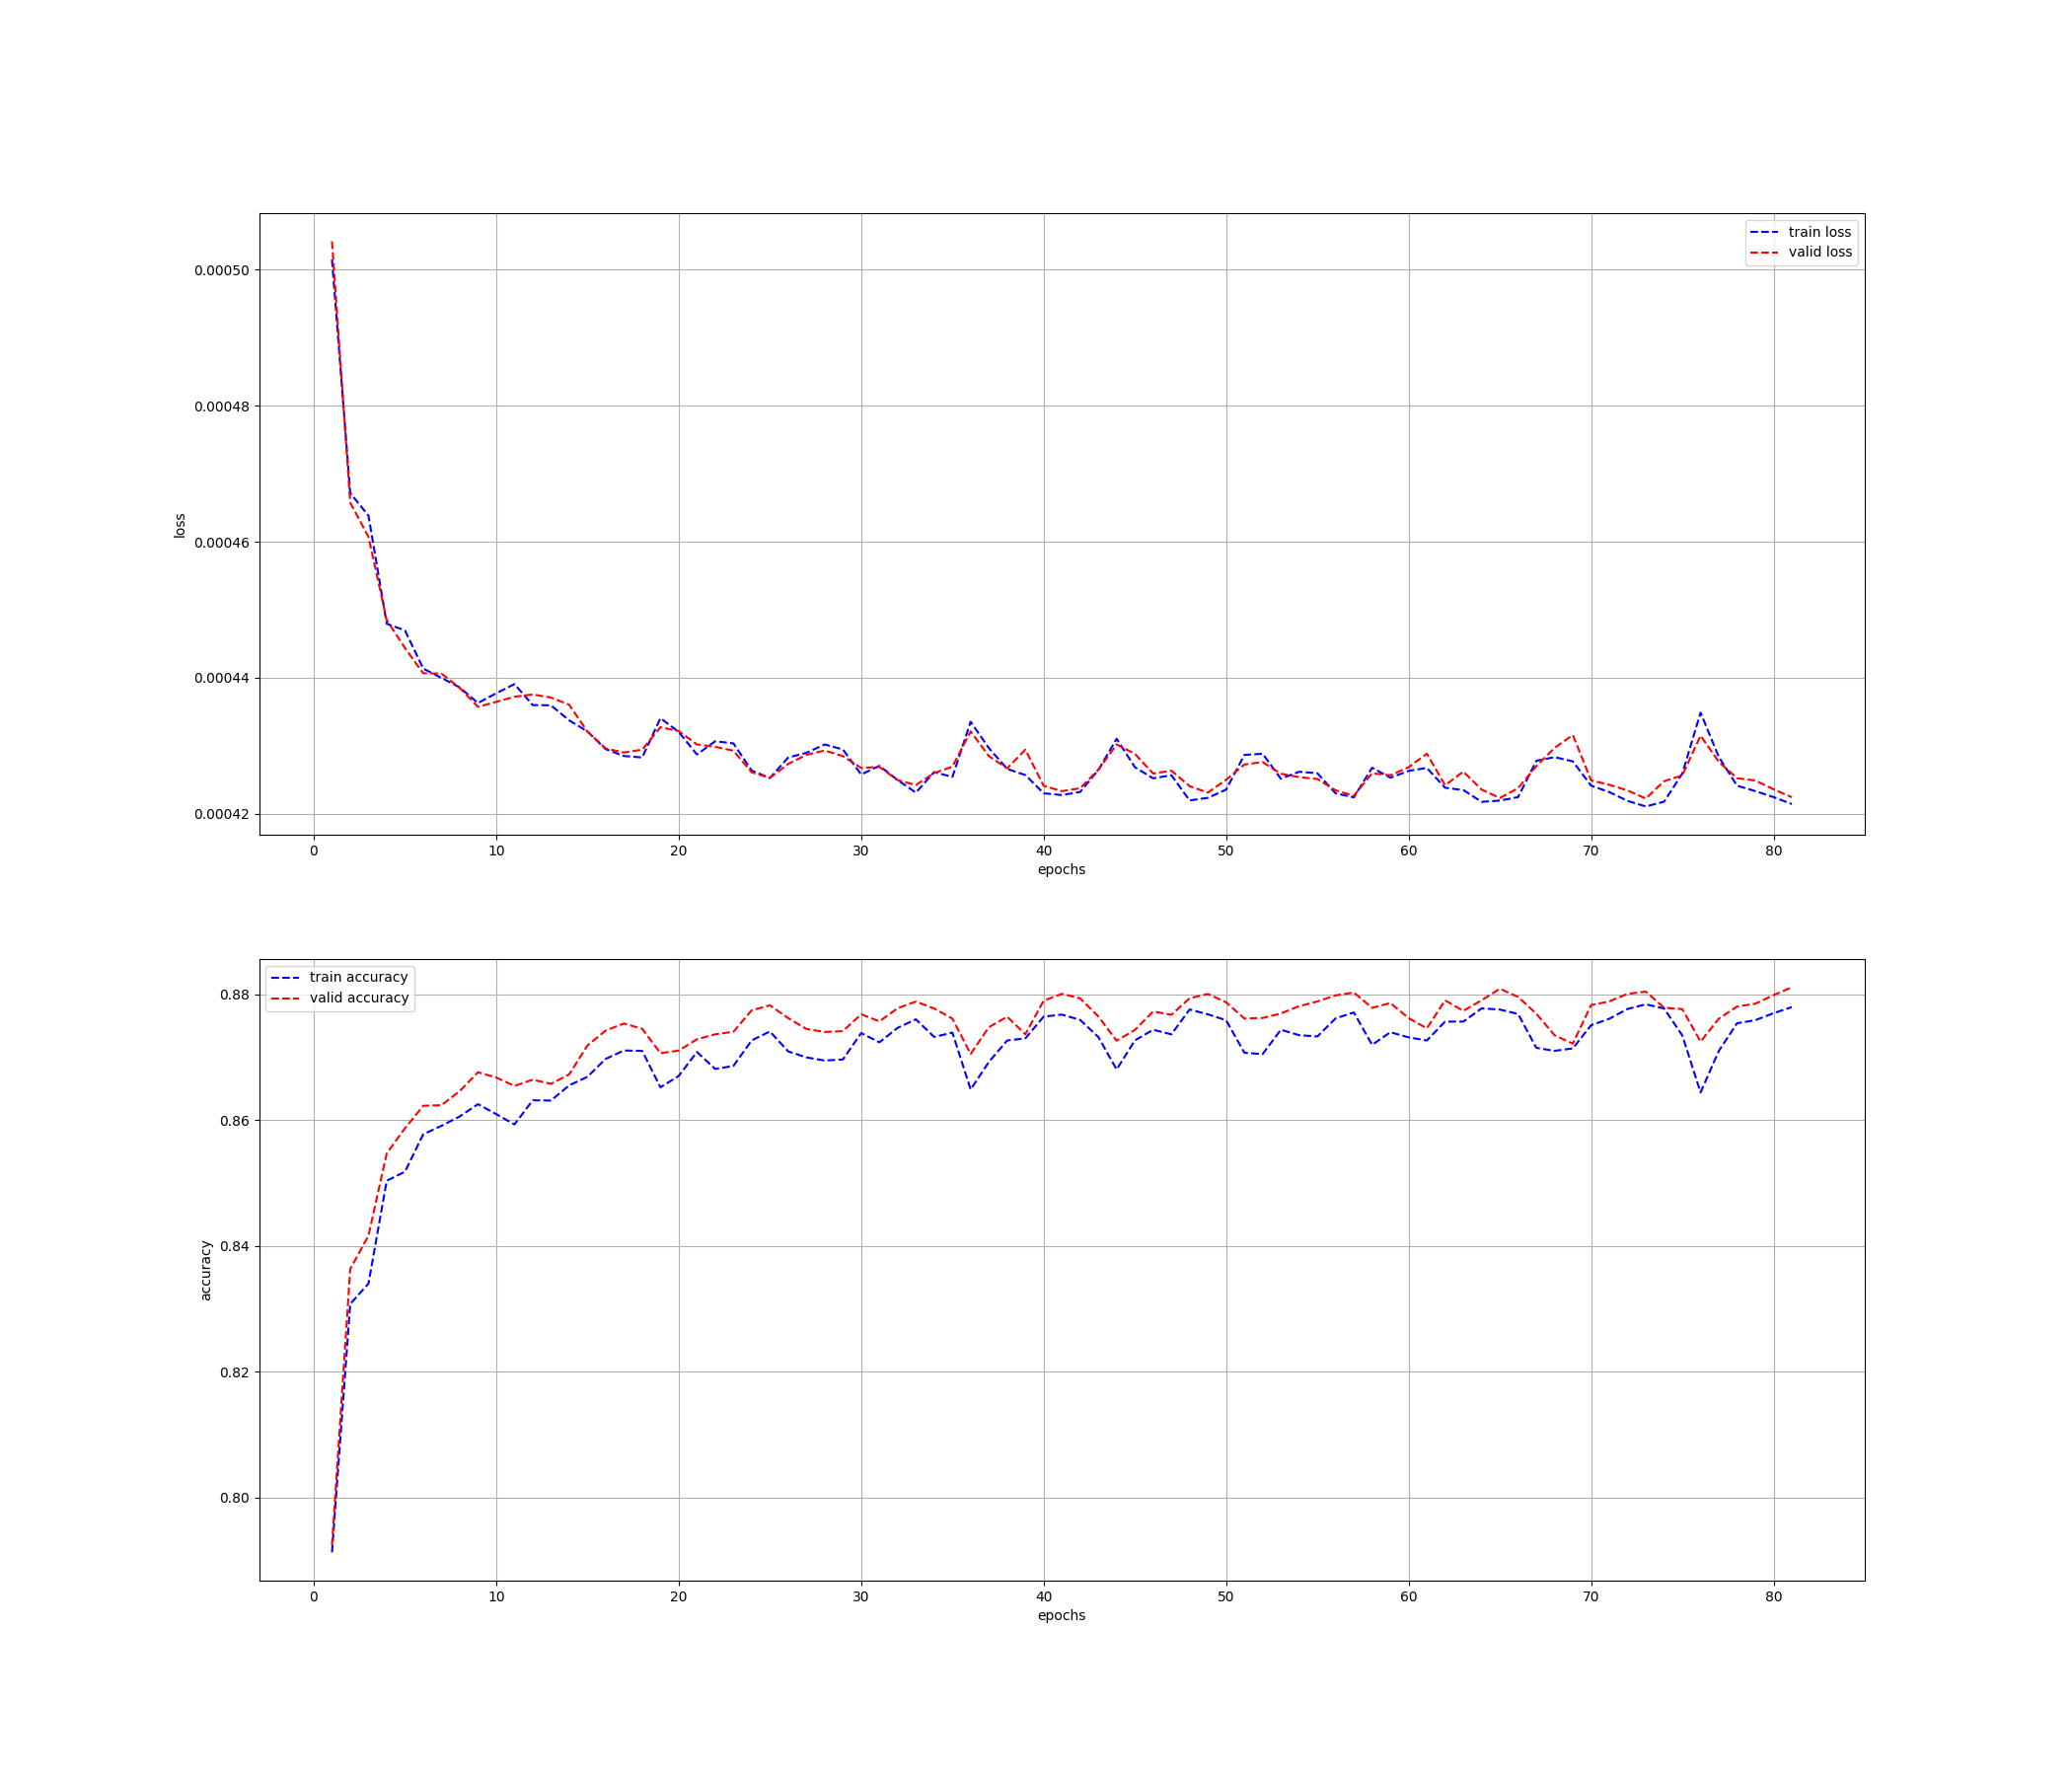 train loss
valid loss
0.00050
0.00048
0.00046
0.00044
0.00042
loss
0 10 20 30 40 50 60 70 80
epochs
train accuracy
valid accuracy
0.88
0.86
0.84
0.82
0.80
accuracy
0 10 20 30 40 50 60 70 80
epochs